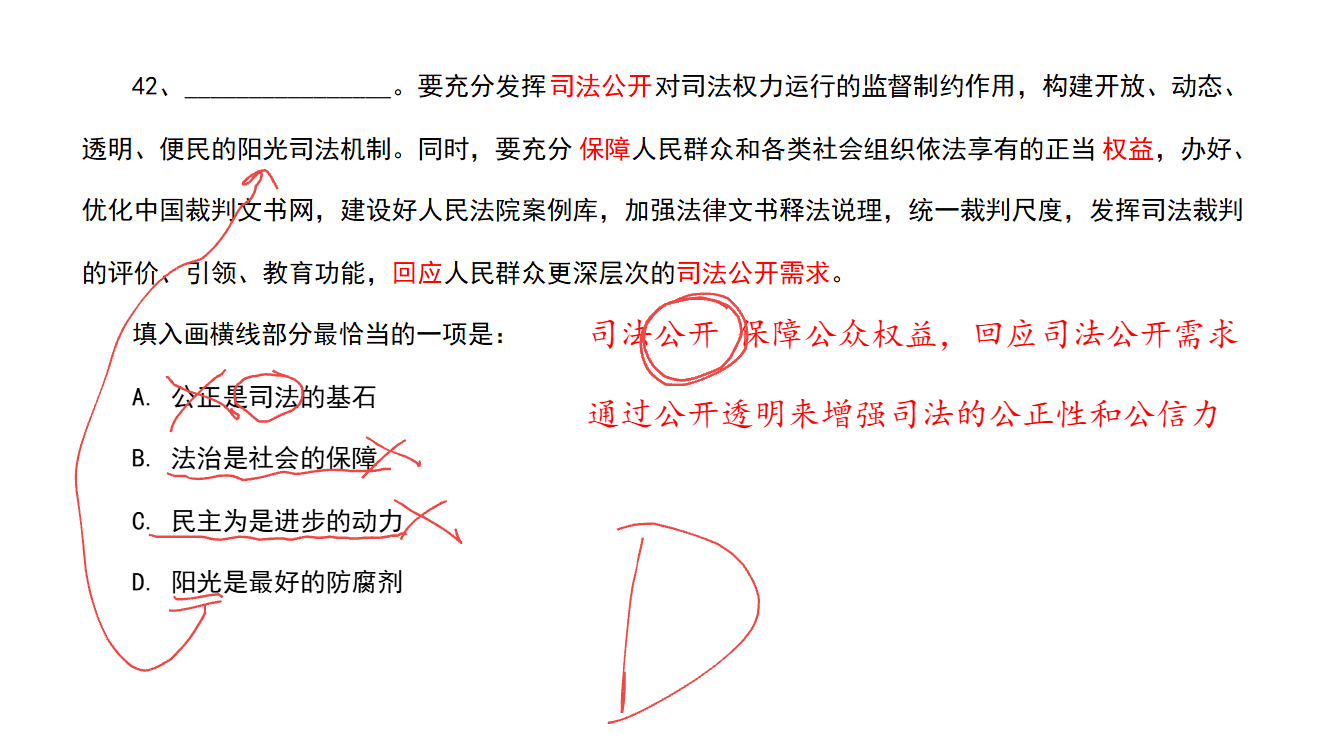 42、________________。要充分发挥司法公开对司法权力运行的监督制约作用，构建开放、动态、
透明、便民的阳光司法机制。同时，要充分保障人民群众和各类社会组织依法享有的正当权益，办好、
优化中国裁判文书网，建设好人民法院案例库，加强法律文书释法说理，统一裁判尺度，发挥司法裁判
的评价、引领、教育功能，回应人民群众更深层次的司法公开需求。
填入画横线部分最恰当的一项是：
司法公开 保障公众权益，回应司法公开需求
A. 公正是司法的基石
通过公开透明来增强司法的公正性和公信力
B. 法治是社会的保障
C. 民主为是进步的动力
D. 阳光是最好的防腐剂
D